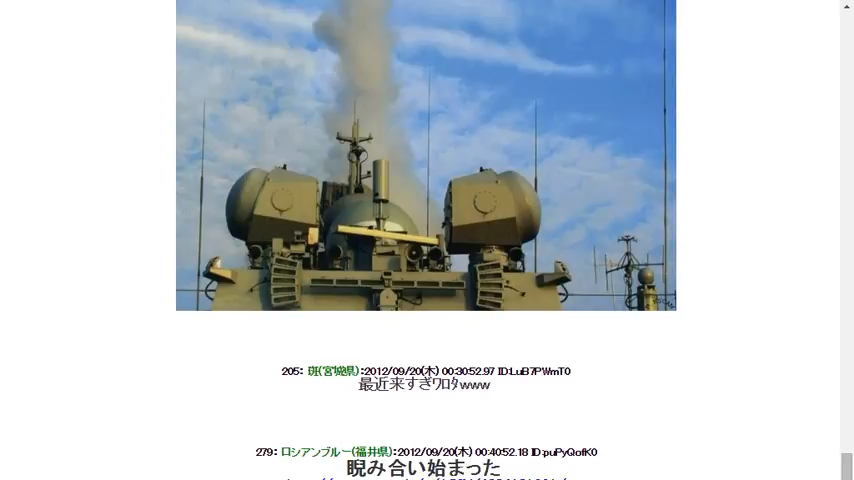 205: 斑(宮城県):2012/09/20(木) 00:30:52.97 ID:LuB7PWmT0
最近来すぎﾜﾛﾀwww
279: ロシアンブルー(福井県):2012/09/20(木) 00:40:52.18 ID:puPyQofK0
睨み合い始まった